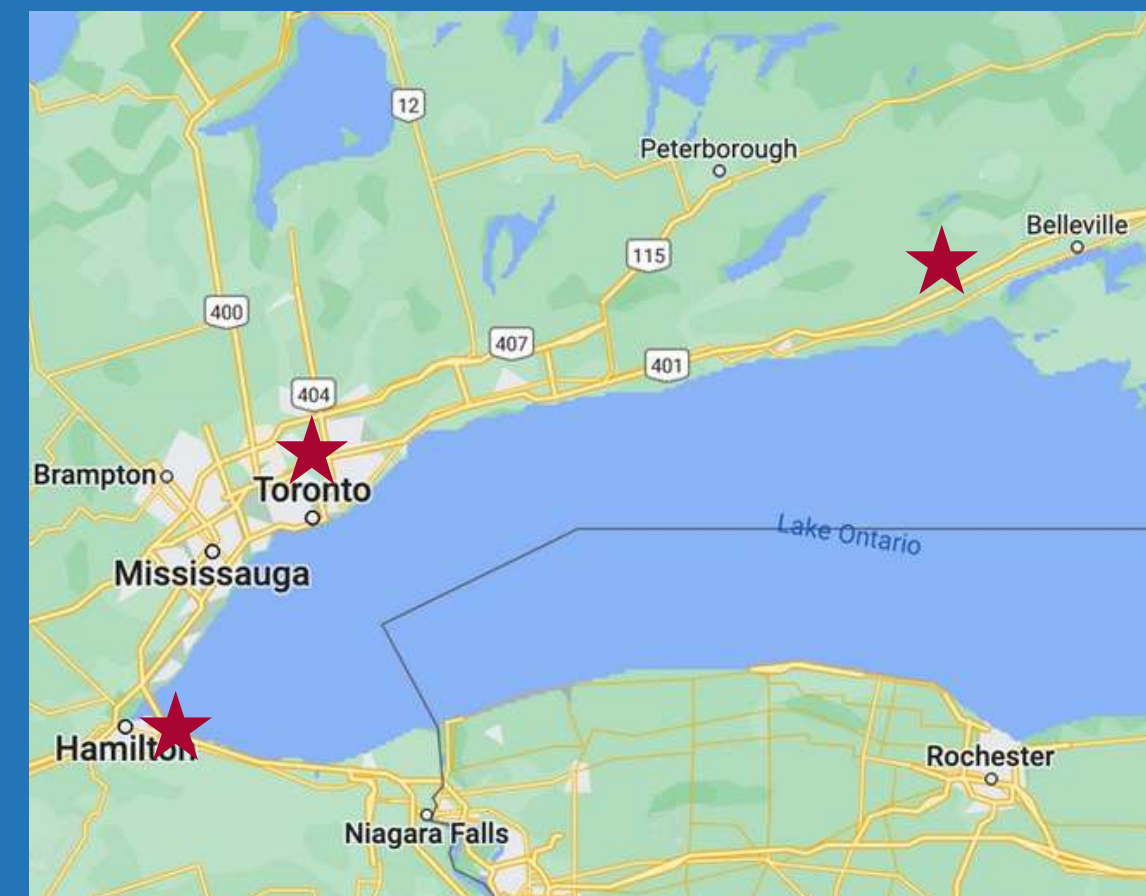 12
Peterborough
Belleville
115
400
407
401
404
Brampton
Toronto
Lake Ontario
Mississauga
Hamilton
Rochester
Niagara Falls